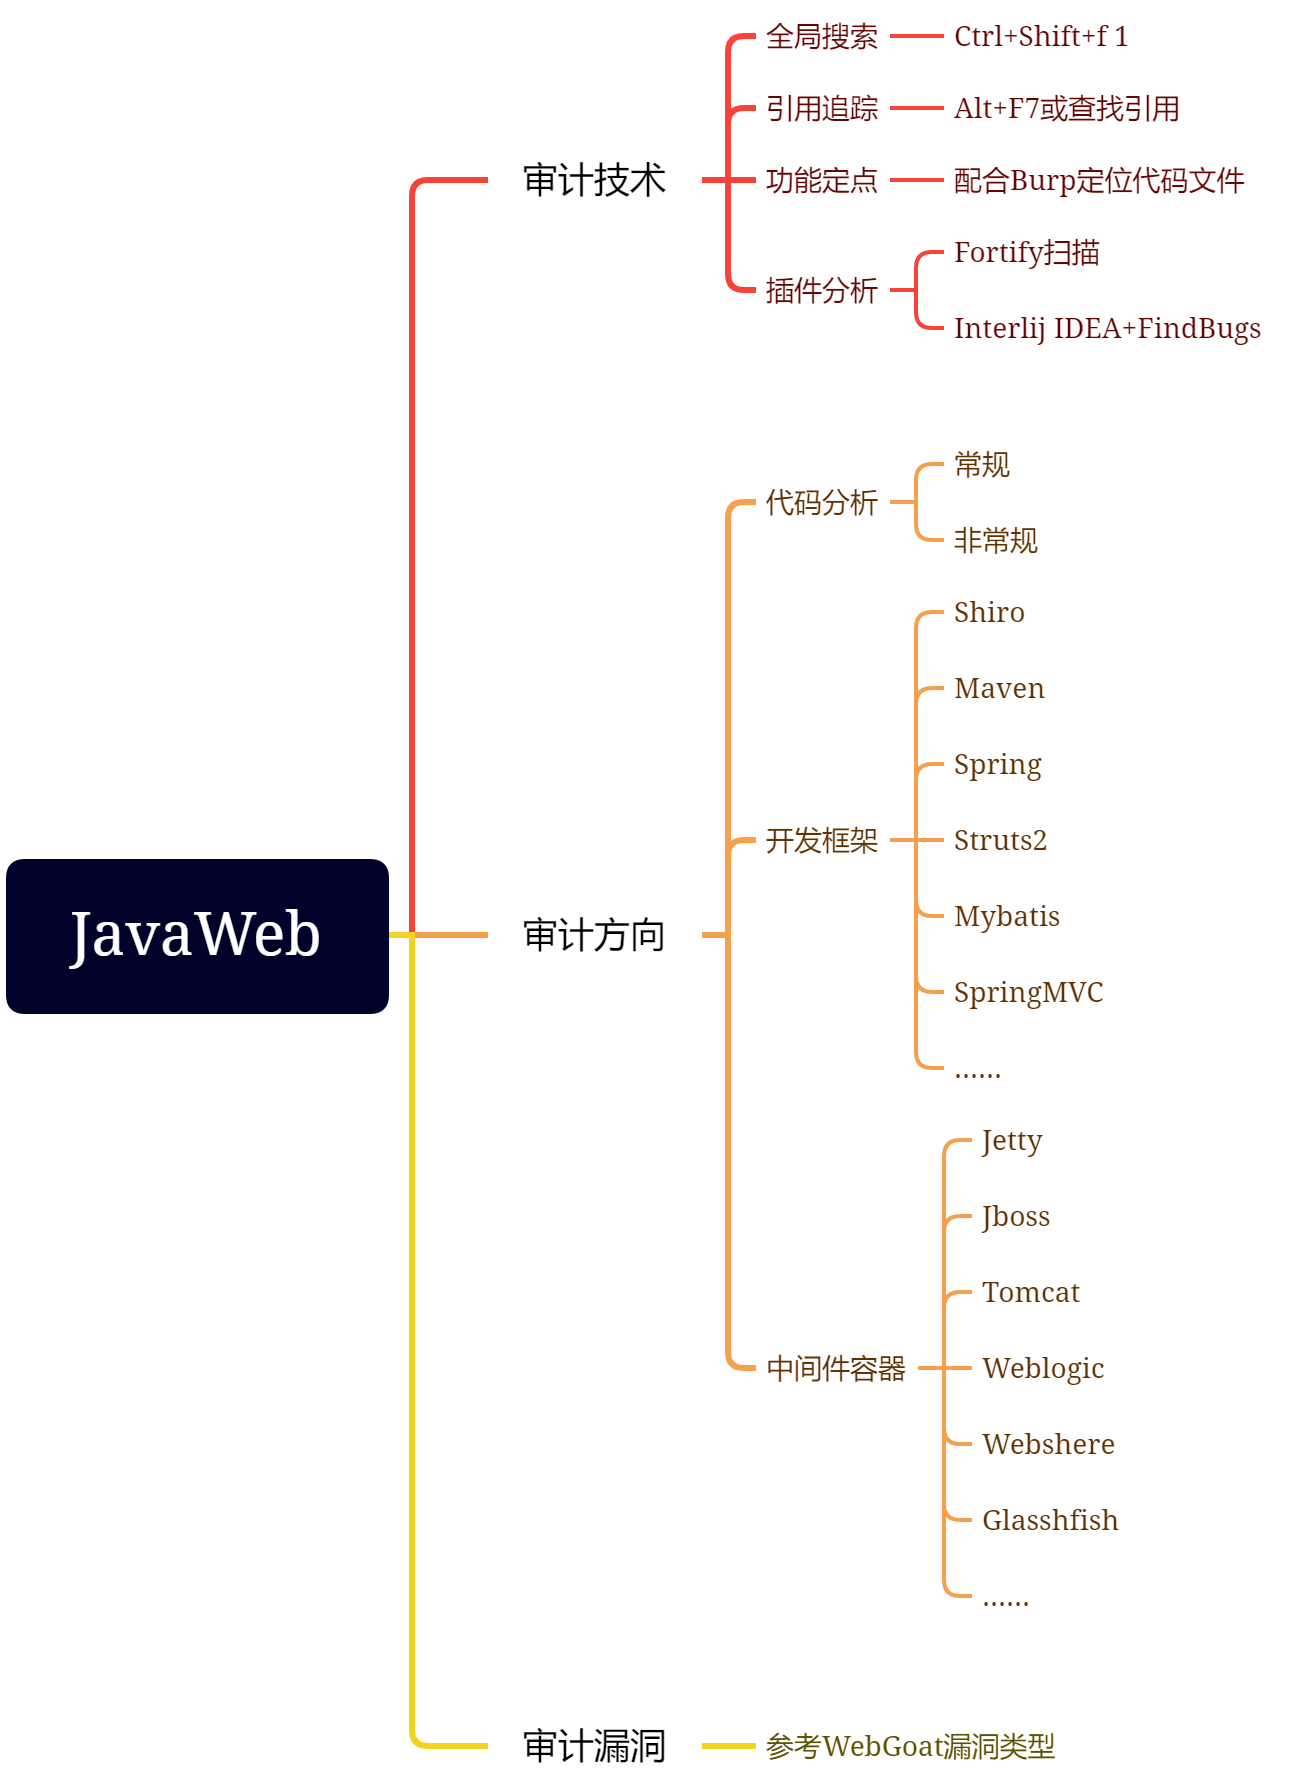 JavaWeb
审计技术
全局搜索
Ctrl+Shift+f 1
引用追踪
Alt+F7或查找引用
功能定点
配合Burp定位代码文件
插件分析
Fortify扫描
Interlij IDEA+FindBugs
审计方向
代码分析
常规
非常规
开发框架
Shiro
Maven
Spring
Struts2
Mybatis
SpringMVC
……
中间件容器
Jetty
Jboss
Tomcat
Weblogic
Webshere
Glasshfish
……
审计漏洞
参考WebGoat漏洞类型